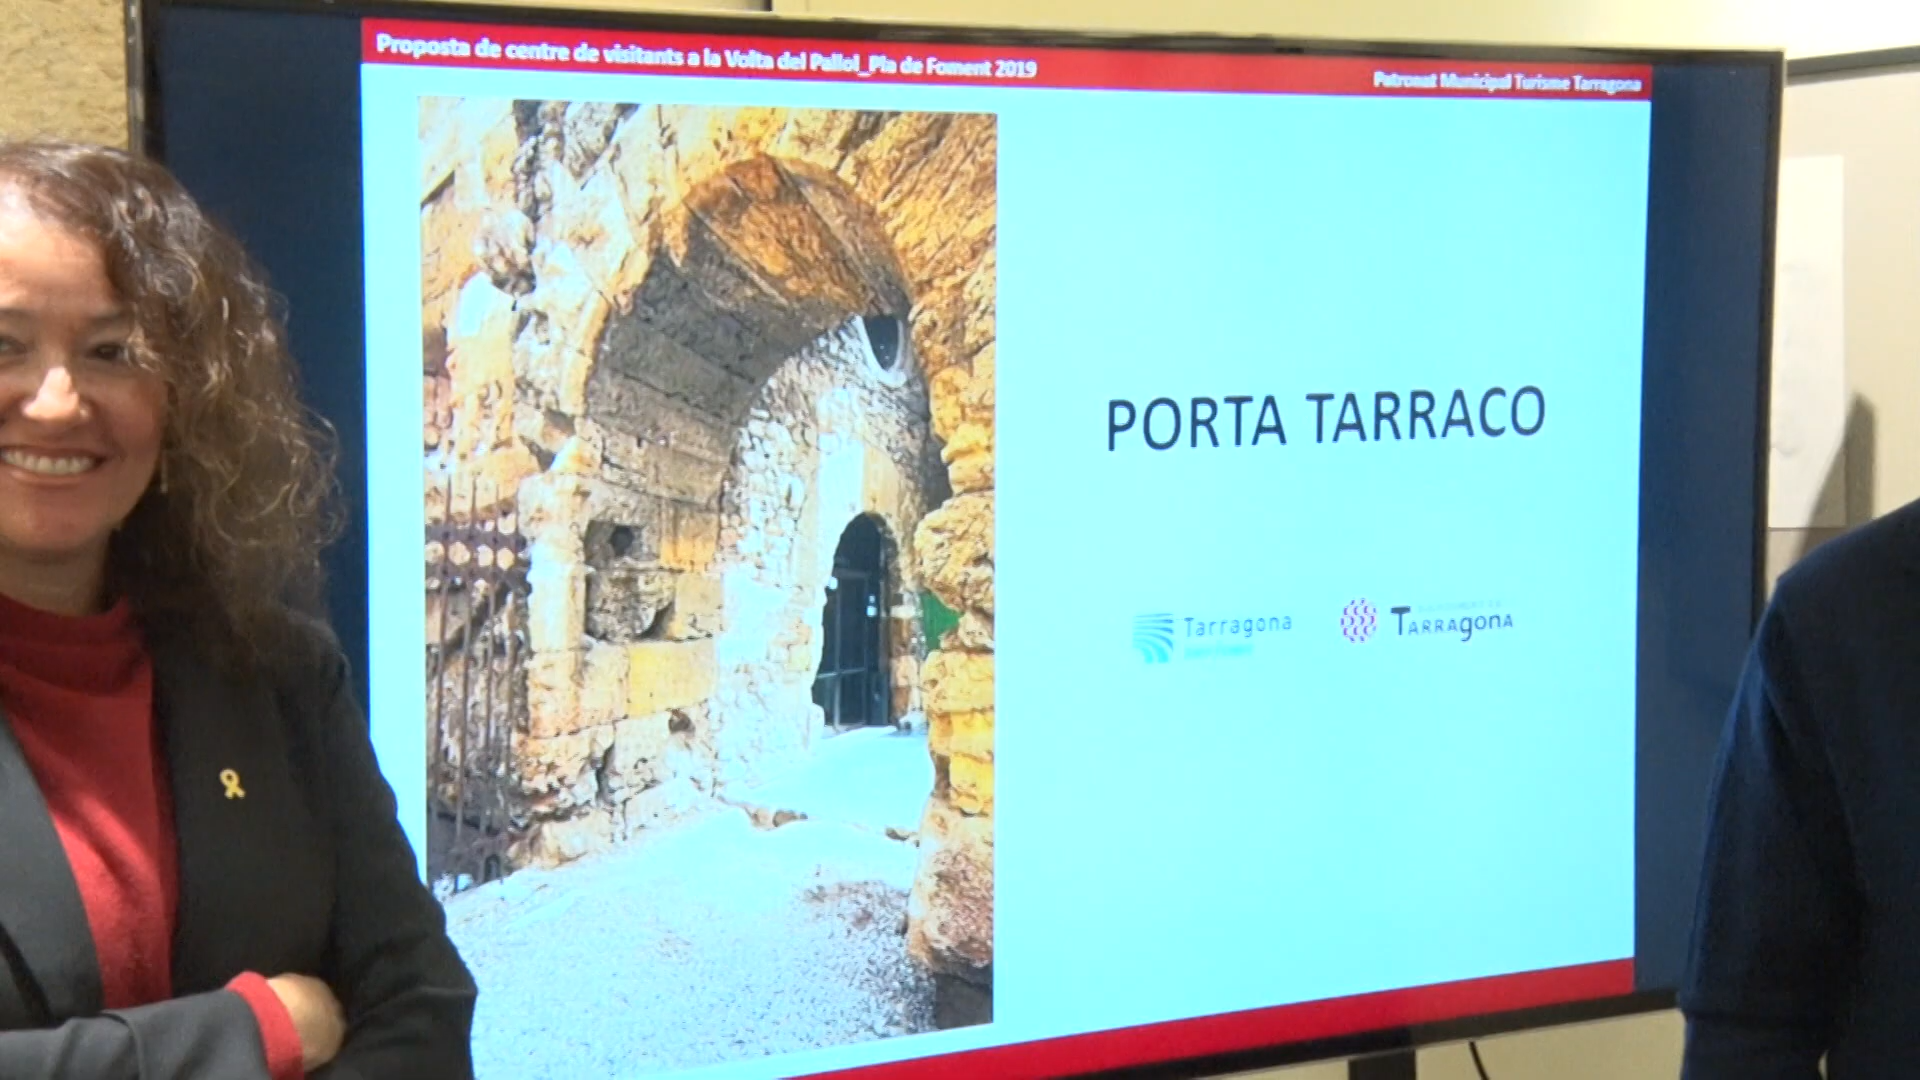 Proposta de centre de visitants a la Volta del Pallol_Pla de Foment 2019
Patronat Municipal Turisme Tarragona
PORTA TARRACO
Tarragona
TARRAgonA